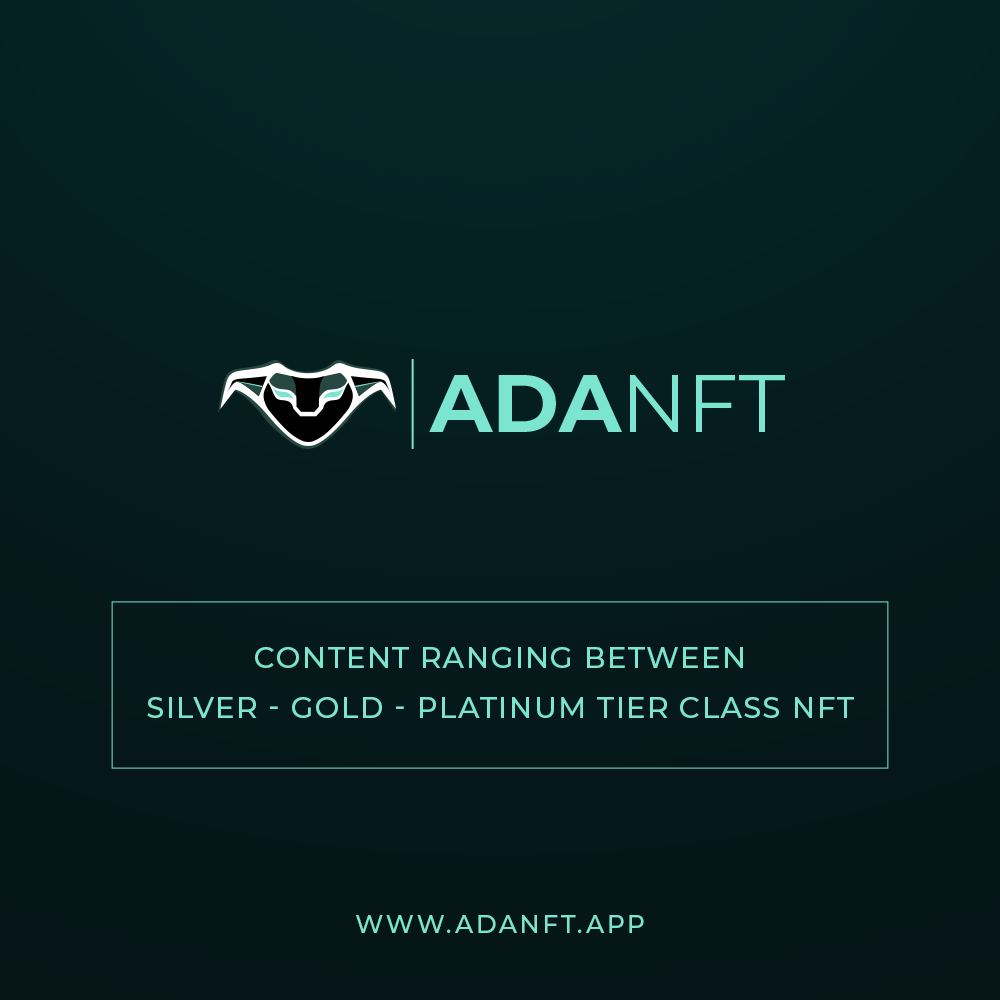 ADANFT
CONTENT RANGING BETWEEN
SILVER - GOLD - PLATINUM TIER CLASS NFT
WWW.ADANFT.APP